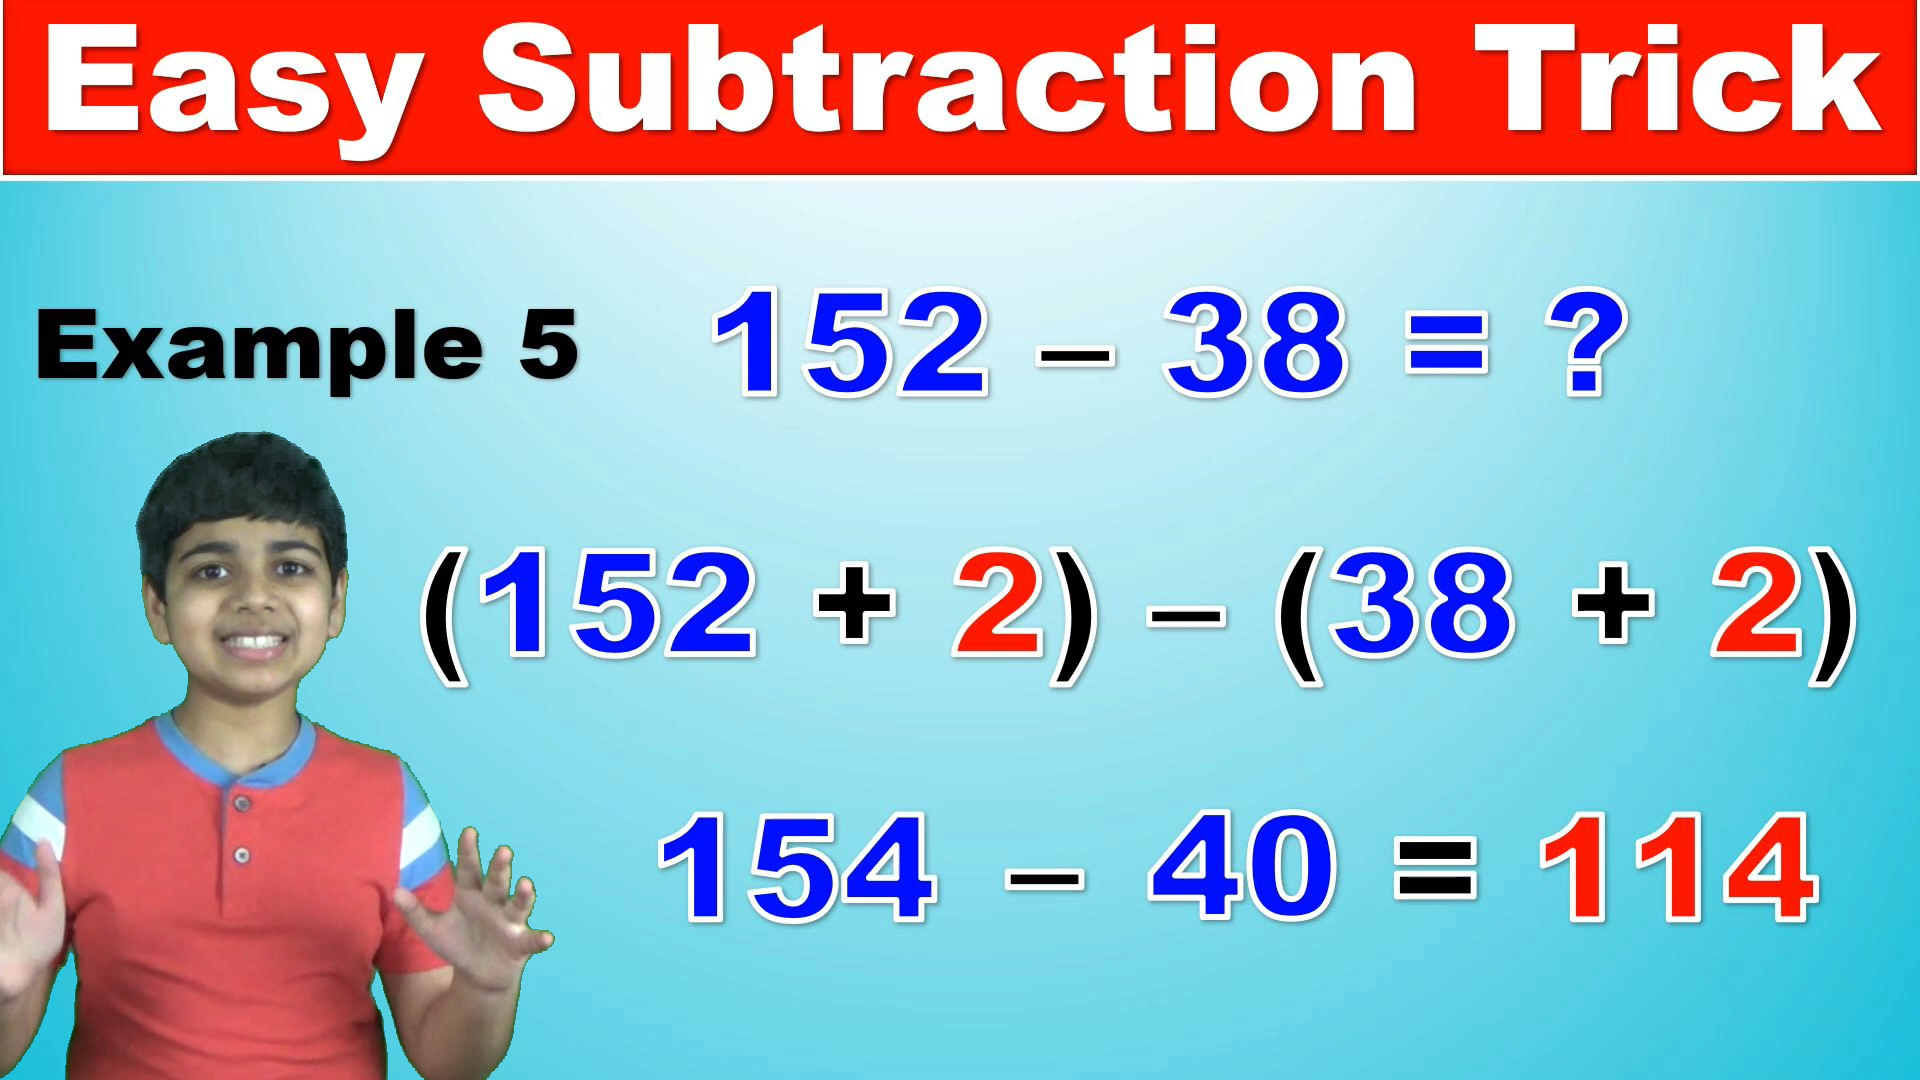 Easy Subtraction Trick
Example 5 152 – 38 = ?
(152 + 2) – (38 + 2)
154 – 40 = 114